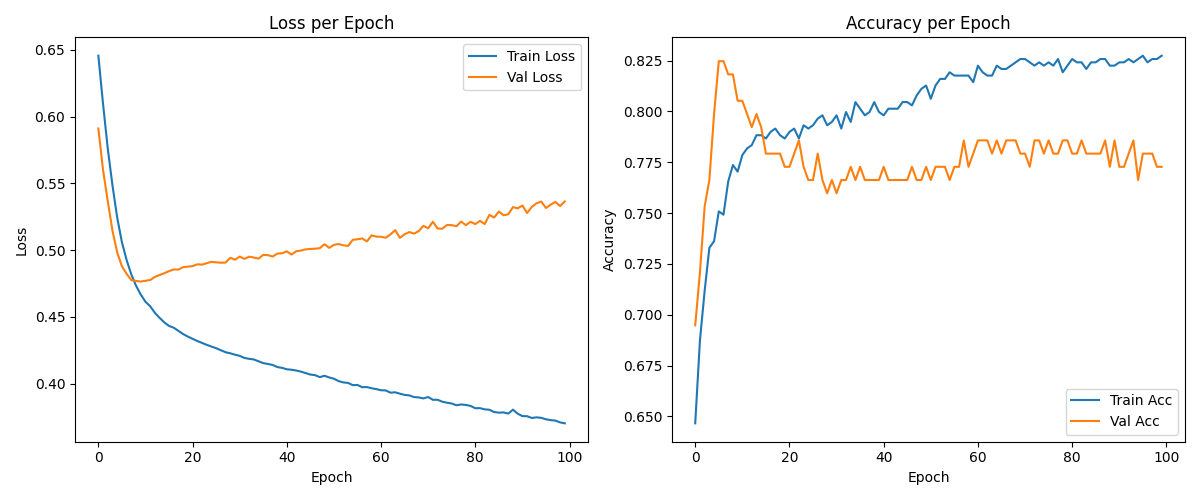 Loss per Epoch
0.65
0.60
0.55
0.50
0.45
0.40
Loss
0 20 40 60 80 100
Epoch
Train Loss
Val Loss
Accuracy per Epoch
0.825
0.800
0.775
0.750
0.725
0.700
0.675
0.650
Accuracy
0 20 40 60 80 100
Epoch
Train Acc
Val Acc